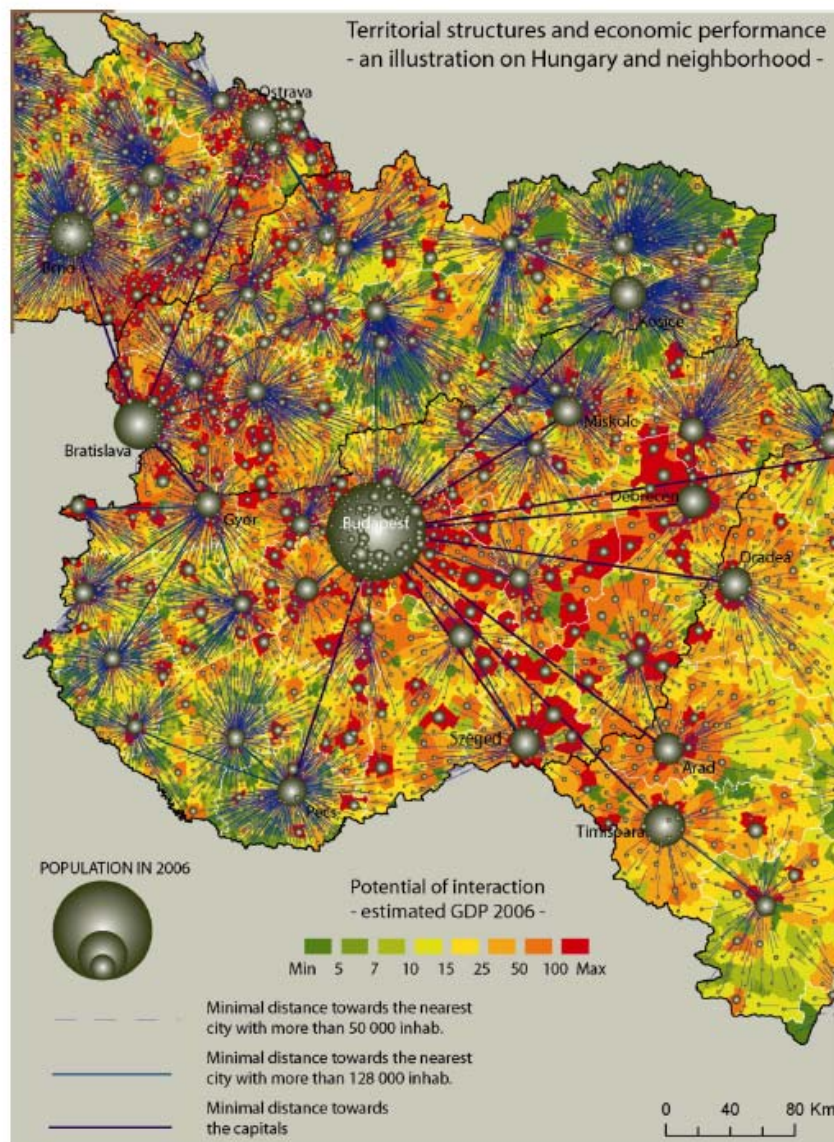 Territorial structures and economic performance
- an illustration on Hungary and neighborhood -
Ostrava
Brno
Kosice
Miskolc
Bratislava
Debrecen
Gyor
Budapest
Oradea
Szeged
Arad
Pecs
Timisoara
POPULATION IN 2006
Potential of interaction
- estimated GDP 2006 -
Min 5 7 10 15 25 50 100 Max
Minimal distance towards the nearest
city with more than 50 000 inhab.
Minimal distance towards the nearest
city with more than 128 000 inhab.
Minimal distance towards
the capitals
0 40 80 Km